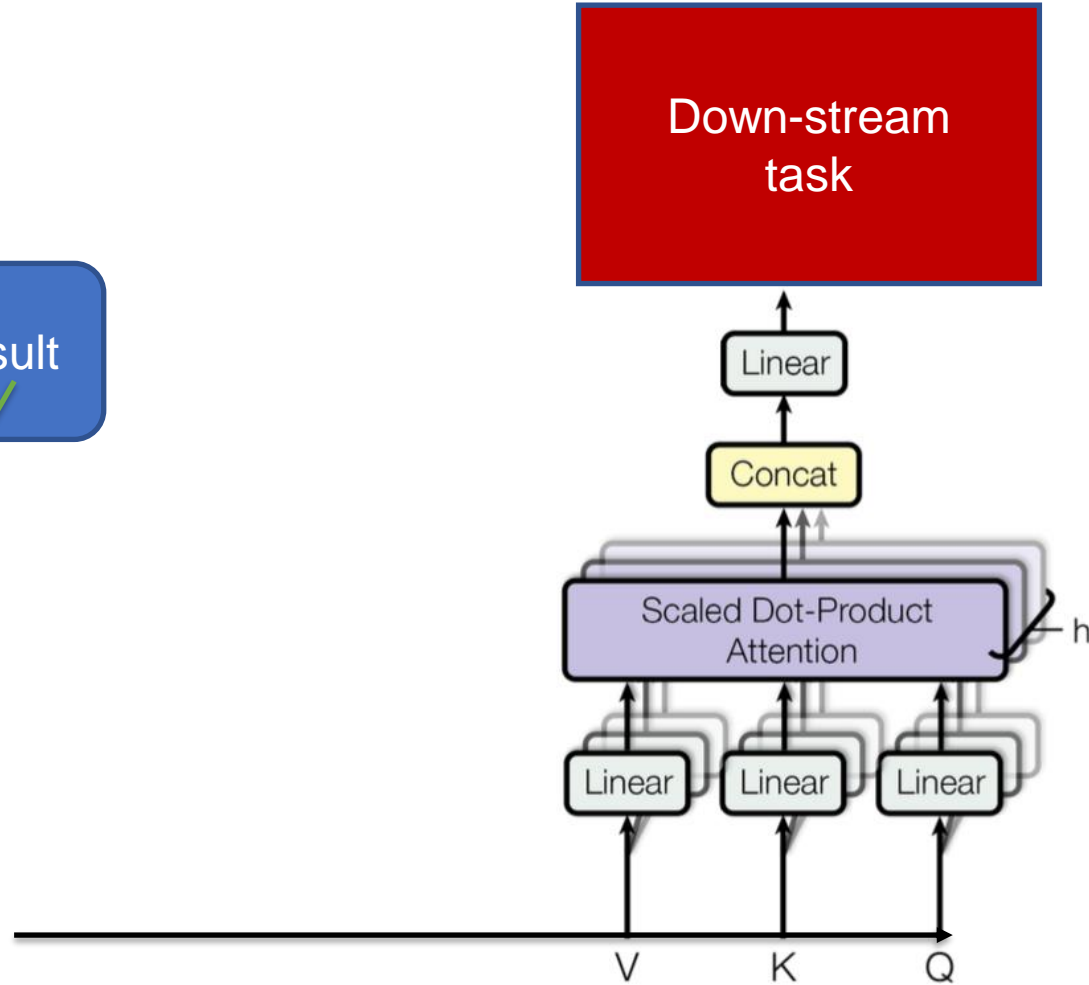 Down-stream
task
sult
Linear
Concat
Scaled Dot-Product
Attention
h
Linear
Linear
Linear
V
K
Q